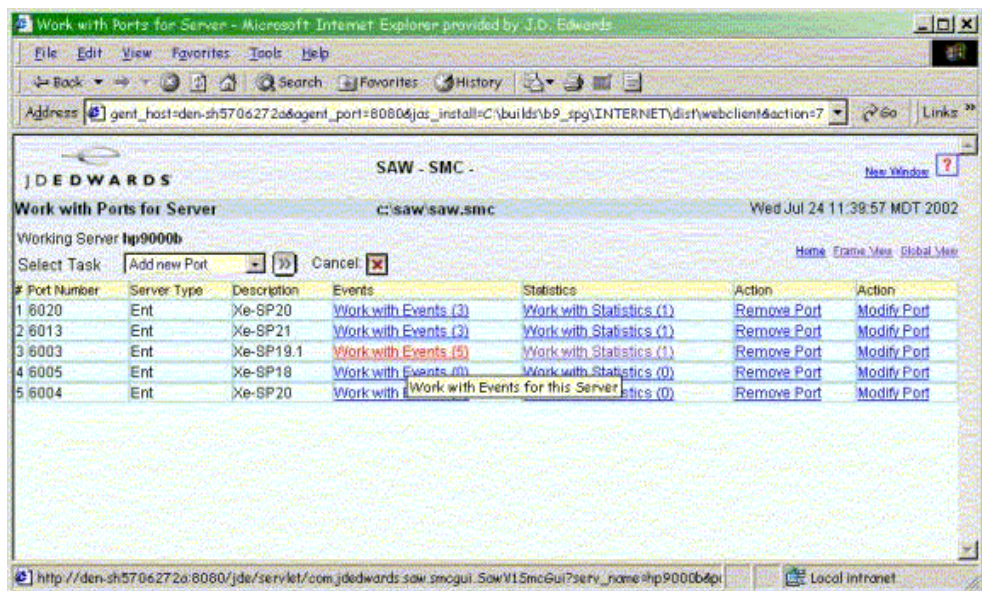 Work with Ports for Server - Microsoft Internet Explorer provided by J.D. Edwards
File Edit View Favorites Tools Help
Back Search Favorites History
Address gent_host=den-sh5706272a&agent_port=8080&jas_install=C:\builds\b9_spg\INTERNET\dist\webclient&action=7 Go Links »
JDEDWARDS SAW - SMC - New Window ?
Work with Ports for Server c:\saw\saw.smc Wed Jul 24 11:39:57 MDT 2002
Working Server hp9000b
Home Frame View Global View
Select Task Add new Port Cancel:
# Port Number Server Type Description Events Statistics Action Action
1 6020 Ent Xe-SP20 Work with Events (3) Work with Statistics (1) Remove Port Modify Port
2 6013 Ent Xe-SP21 Work with Events (3) Work with Statistics (1) Remove Port Modify Port
3 6003 Ent Xe-SP19.1 Work with Events (5) Work with Statistics (1) Remove Port Modify Port
4 6005 Ent Xe-SP18 Work with Events (0) Work with Statistics (0) Remove Port Modify Port
Work with Events for this Server
5 6004 Ent Xe-SP20 Work with stics (0) Remove Port Modify Port
http://den-sh5706272a:8080/jde/servlet/com.jdedwards.saw.smcgui.SawV15mcGui?serv_name=hp9000b&po Local intranet